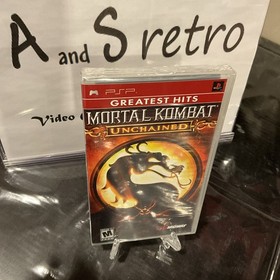 A and S retro
Video
PSP
GREATEST HITS
MORTAL KOMBAT
UNCHAINED
M